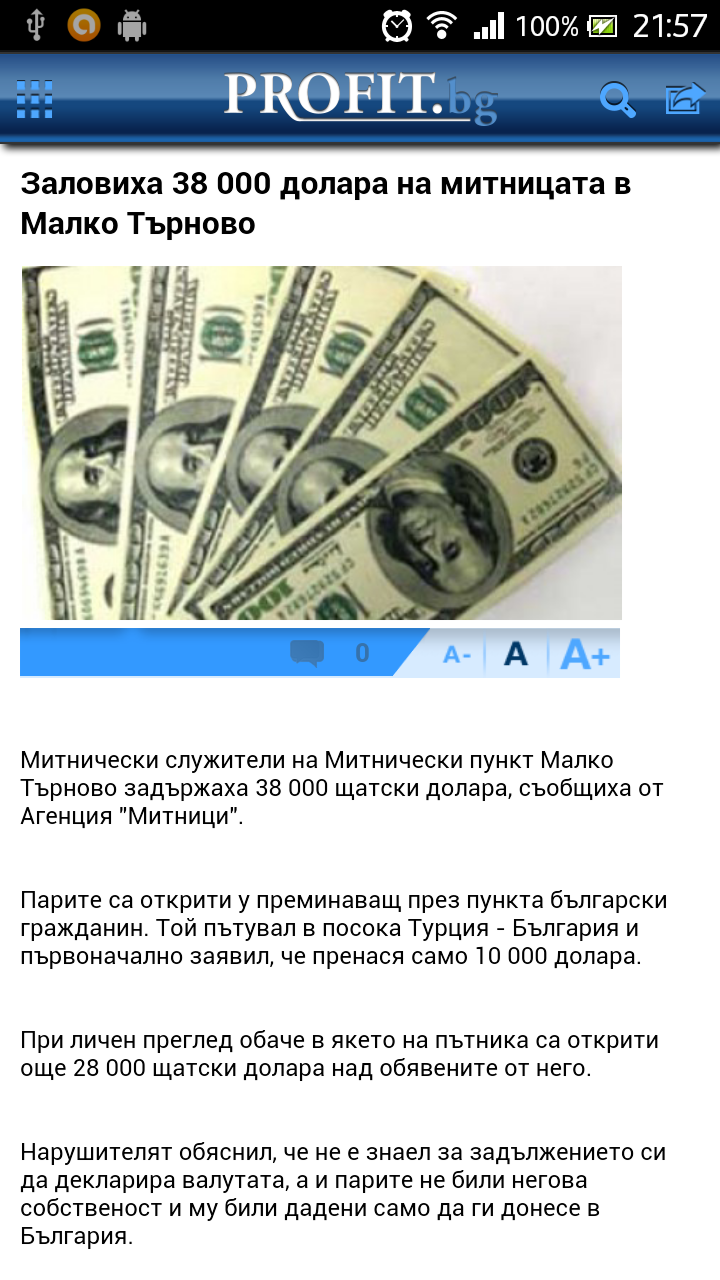 100% 21:57
PROFIT.bg
Заловиха 38 000 долара на митницата в
Малко Търново
0 A- A A+
Митнически служители на Митнически пункт Малко
Търново задържаха 38 000 щатски долара, съобщиха от
Агенция "Митници".
Парите са открити у преминаващ през пункта български
гражданин. Той пътувал в посока Турция - България и
първоначално заявил, че пренася само 10 000 долара.
При личен преглед обаче в якето на пътника са открити
още 28 000 щатски долара над обявените от него.
Нарушителят обяснил, че не е знаел за задължението си
да декларира валутата, а и парите не били негова
собственост и му били дадени само да ги донесе в
България.